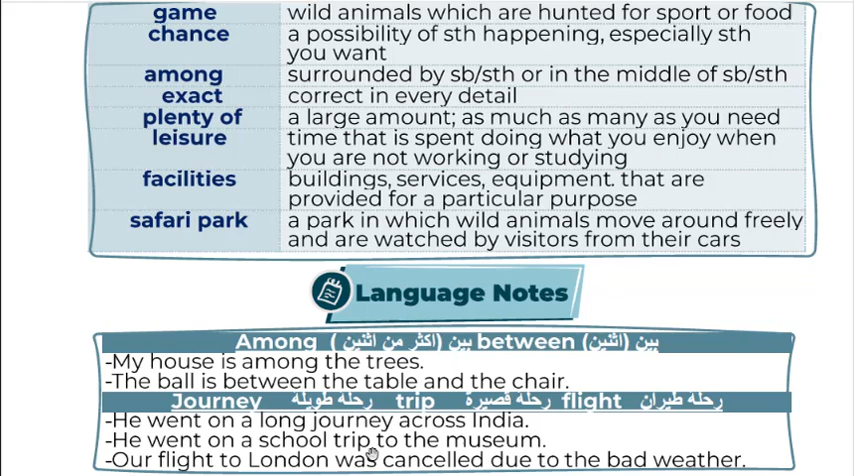 game wild animals which are hunted for sport or food
chance a possibility of sth happening, especially sth
you want
among surrounded by sb/sth or in the middle of sb/sth
exact correct in every detail
plenty of a large amount; as much as many as you need
leisure time that is spent doing what you enjoy when
you are not working or studying
facilities buildings, services, equipment. that are
provided for a particular purpose
safari park a park in which wild animals move around freely
and are watched by visitors from their cars
Language Notes
Among بين (أكثر من اثنين) between بين (اثنين)
-My house is among the trees.
-The ball is between the table and the chair.
Journey رحلة طويلة trip رحلة قصيرة flight رحلة طيران
-He went on a long journey across India.
-He went on a school trip to the museum.
-Our flight to London was cancelled due to the bad weather.